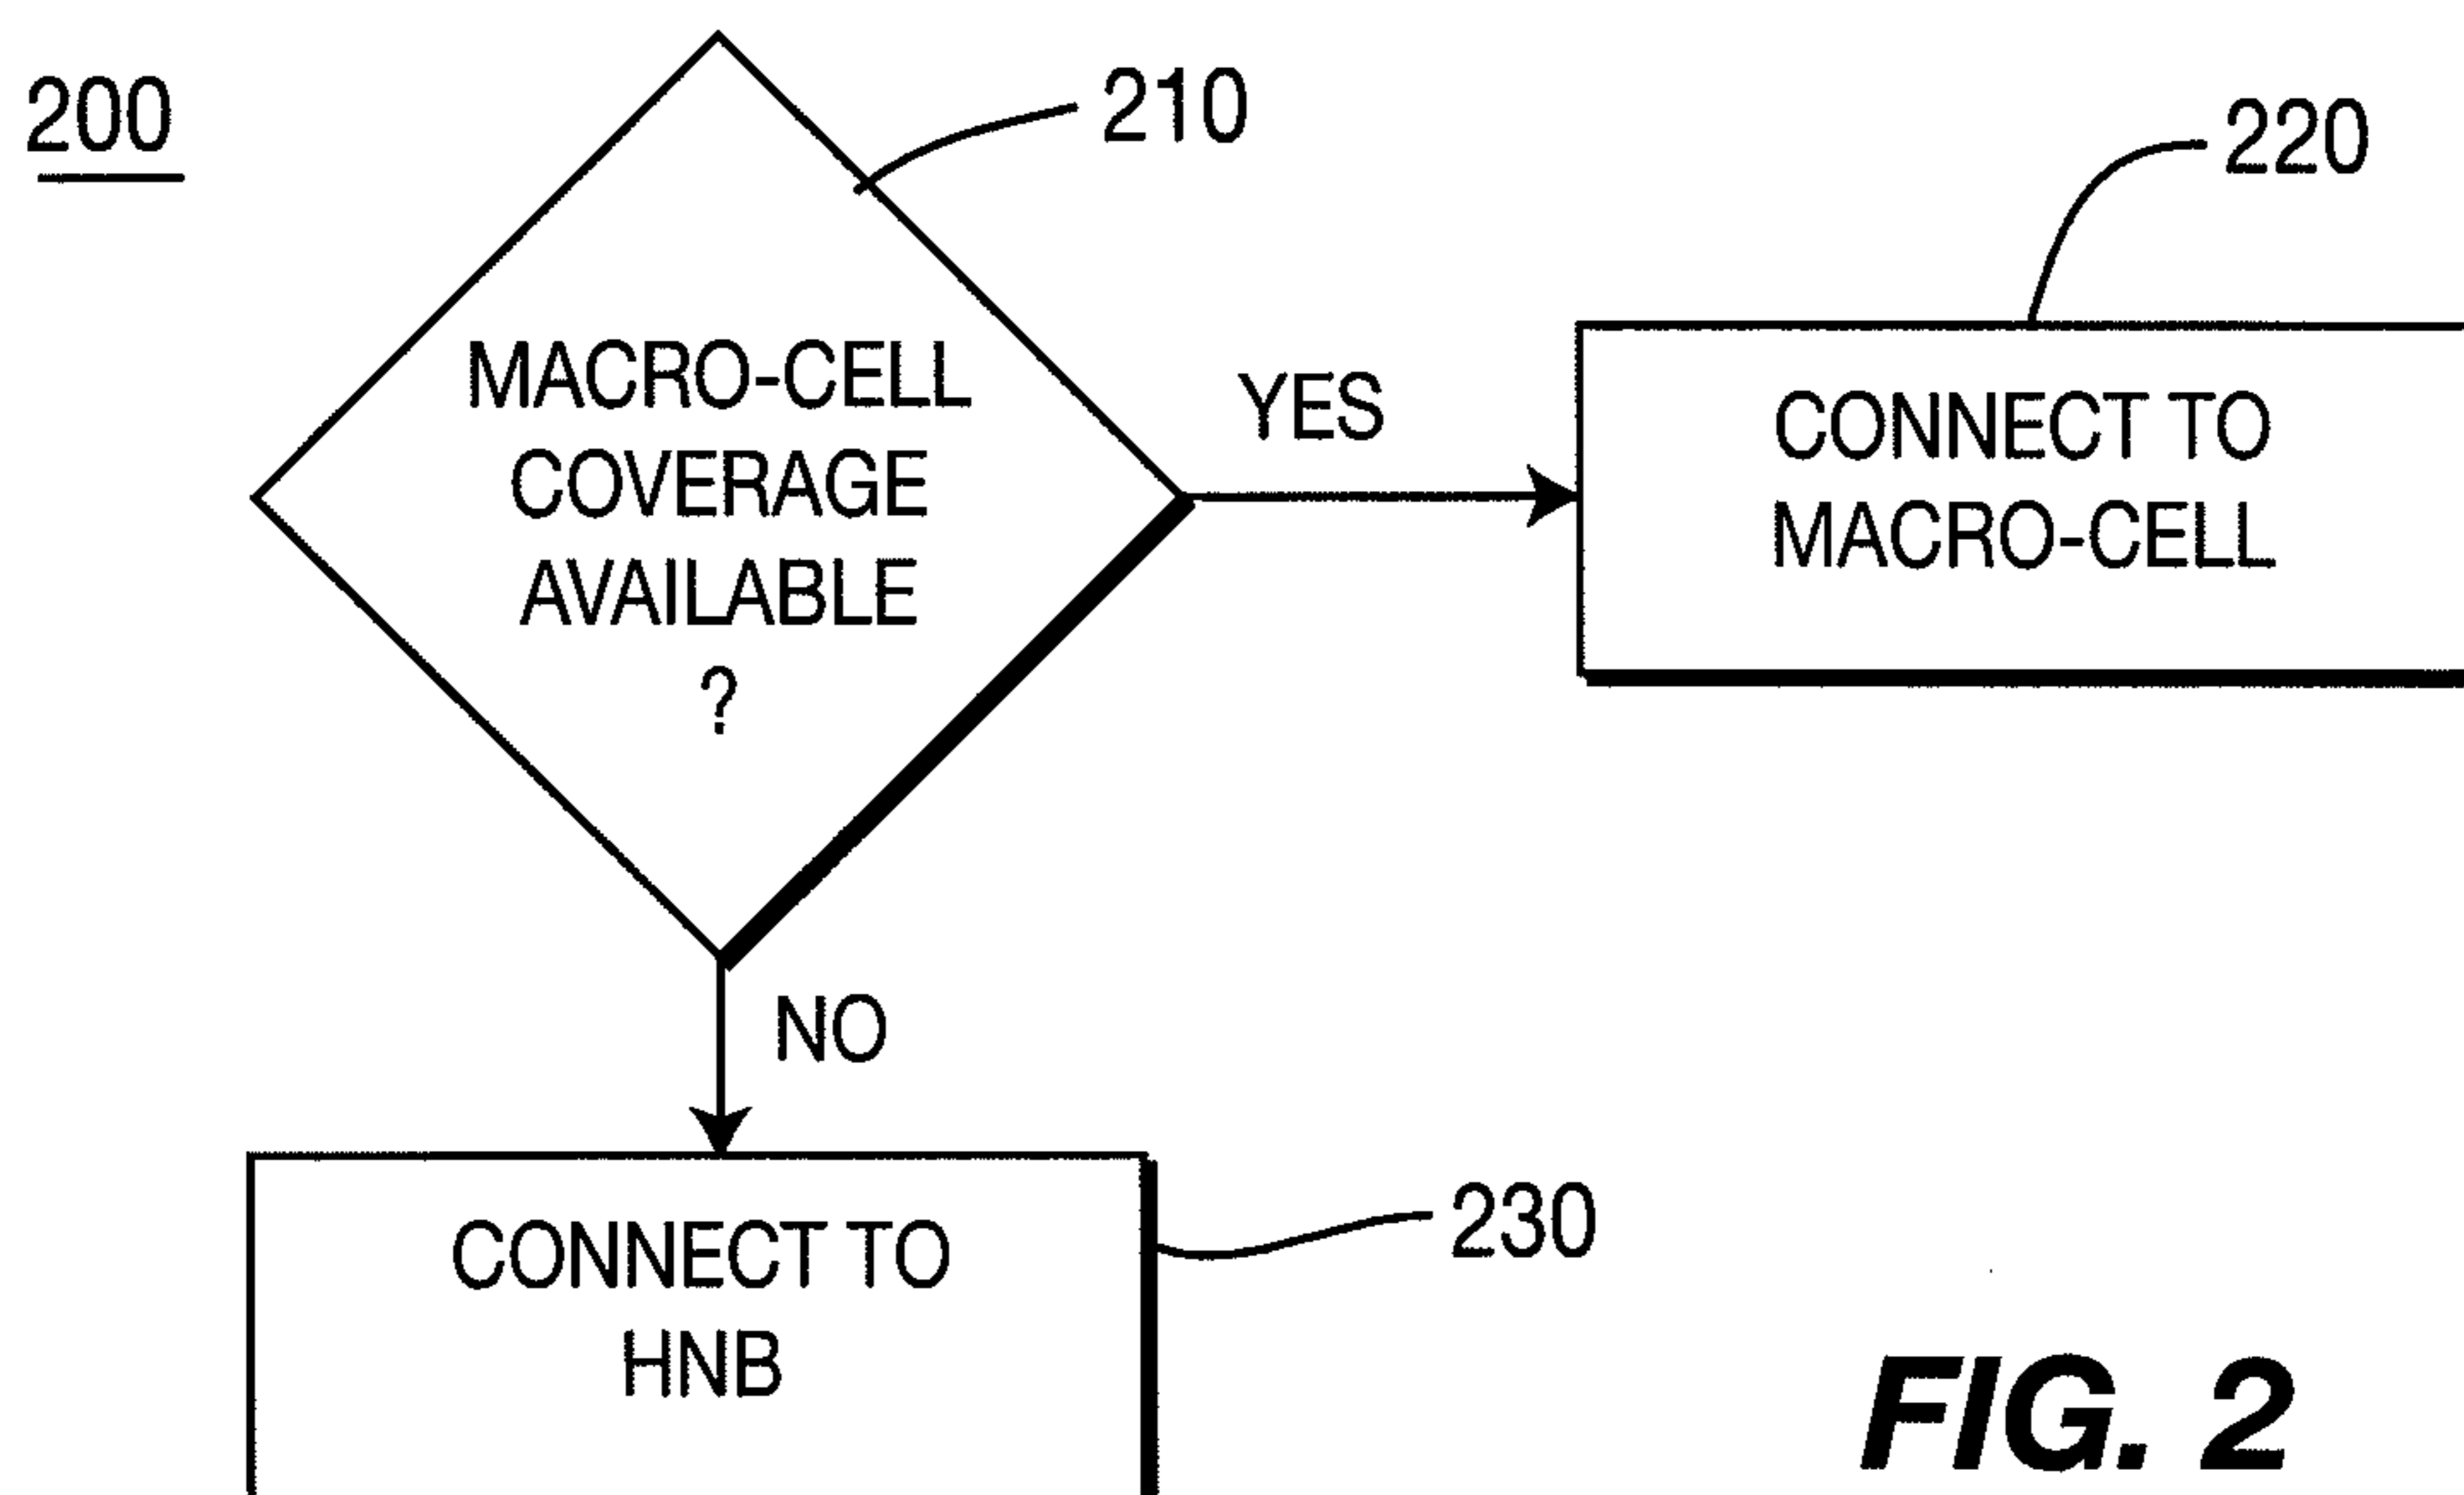 200
210
220
MACRO-CELL
COVERAGE
AVAILABLE
?
YES
CONNECT TO
MACRO-CELL
NO
CONNECT TO
HNB
230
FIG. 2